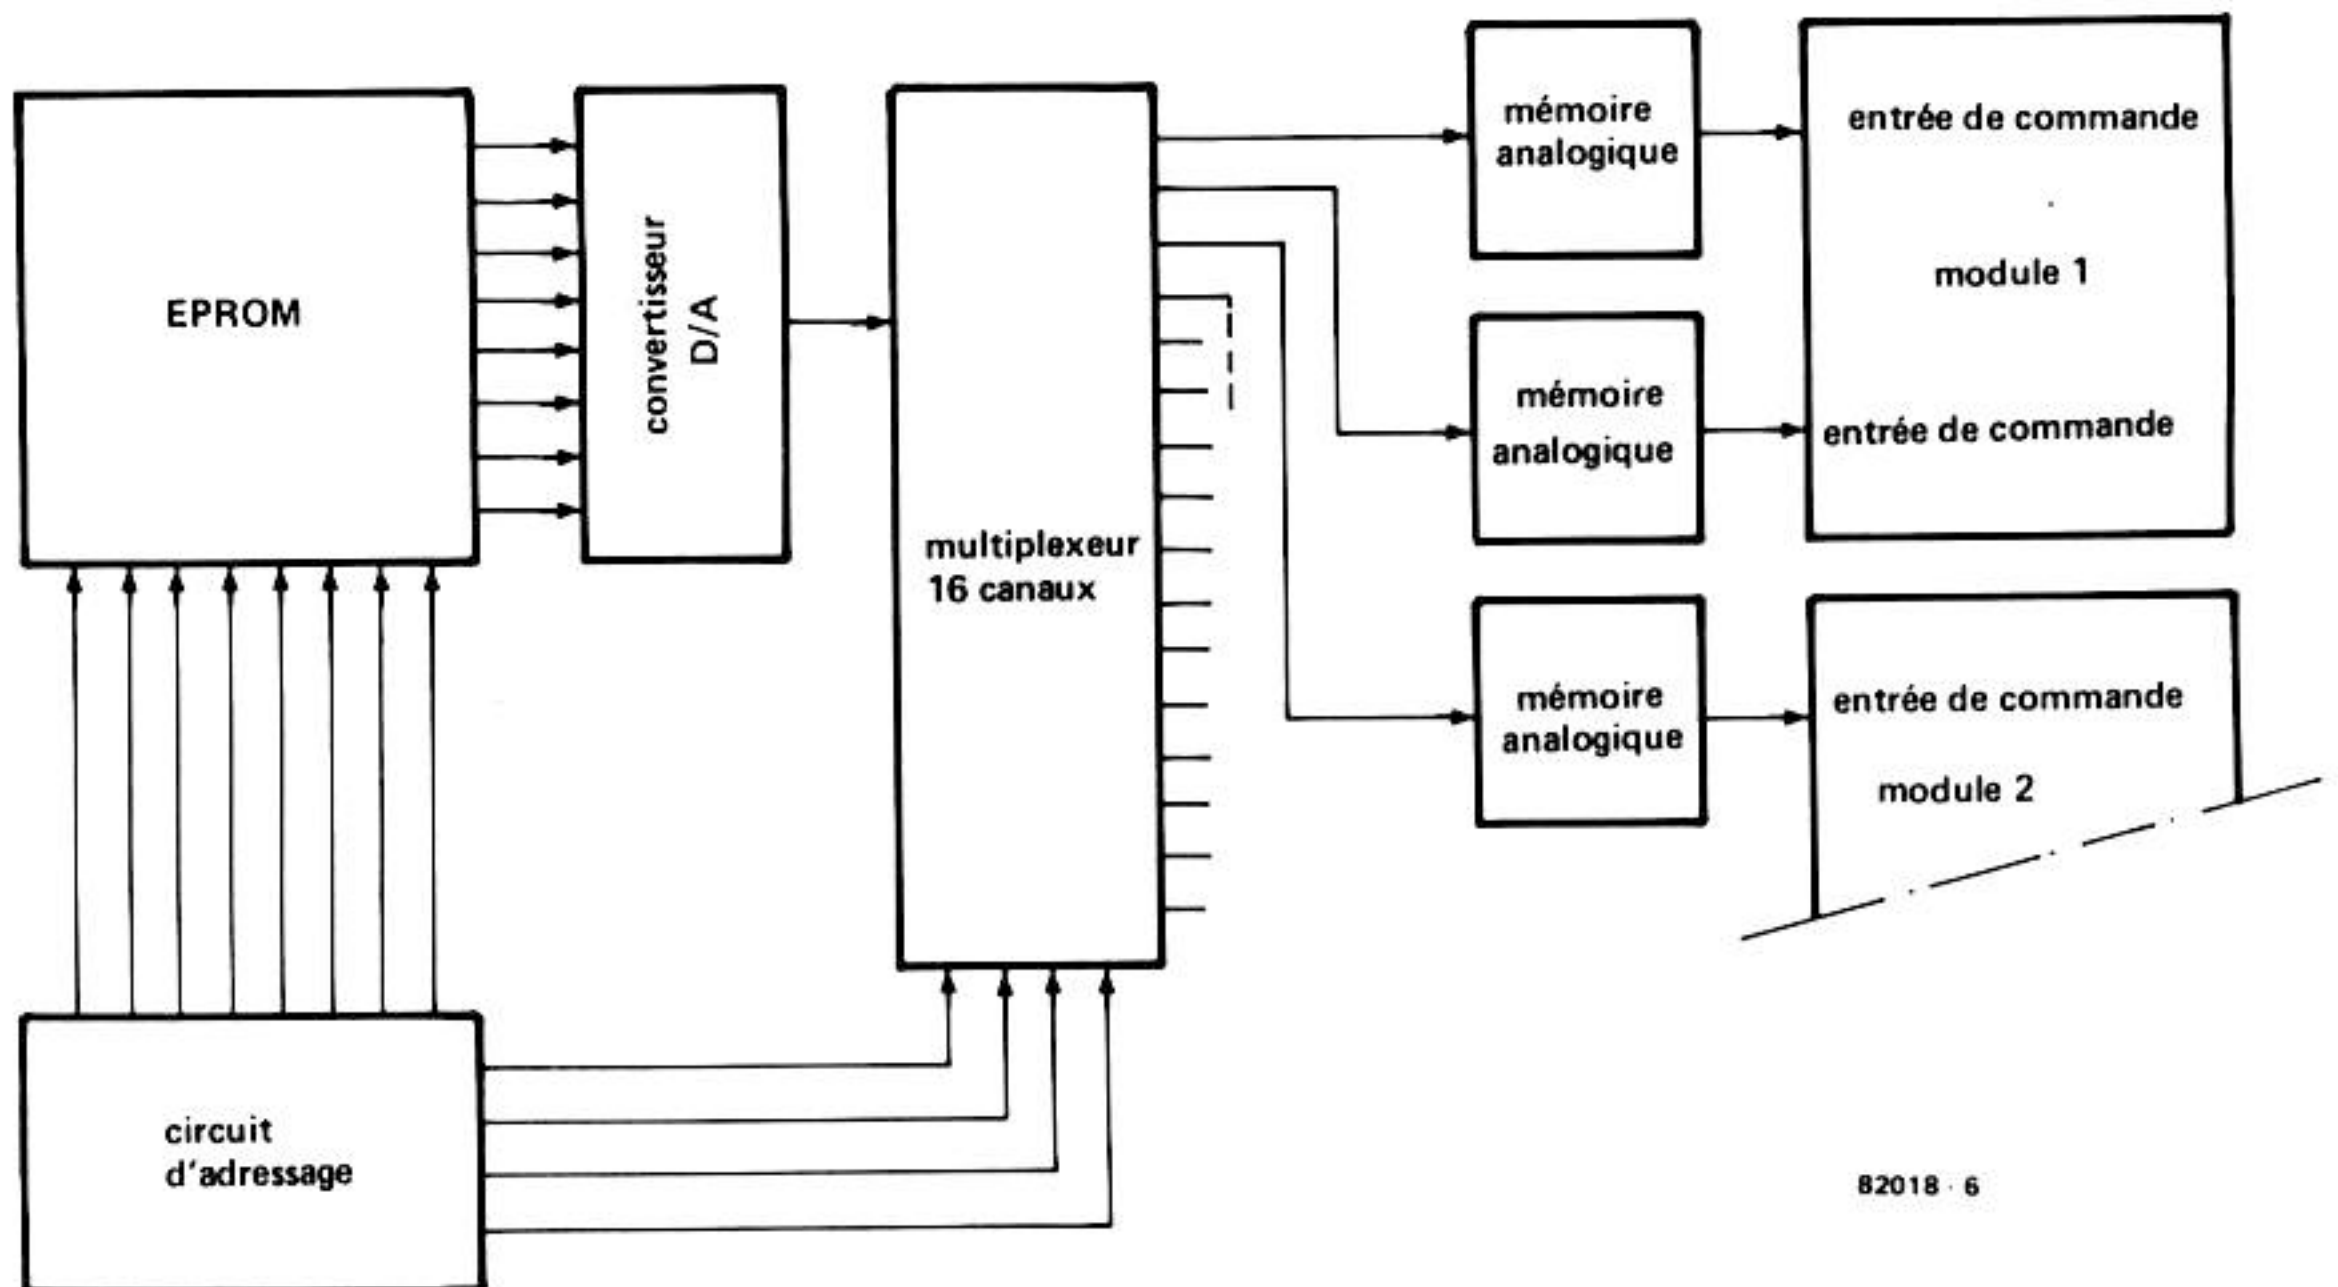 EPROM
convertisseur
D/A
multiplexeur
16 canaux
mémoire
analogique
entrée de commande
module 1
mémoire
analogique
entrée de commande
mémoire
analogique
entrée de commande
module 2
circuit
d'adressage
82018 - 6